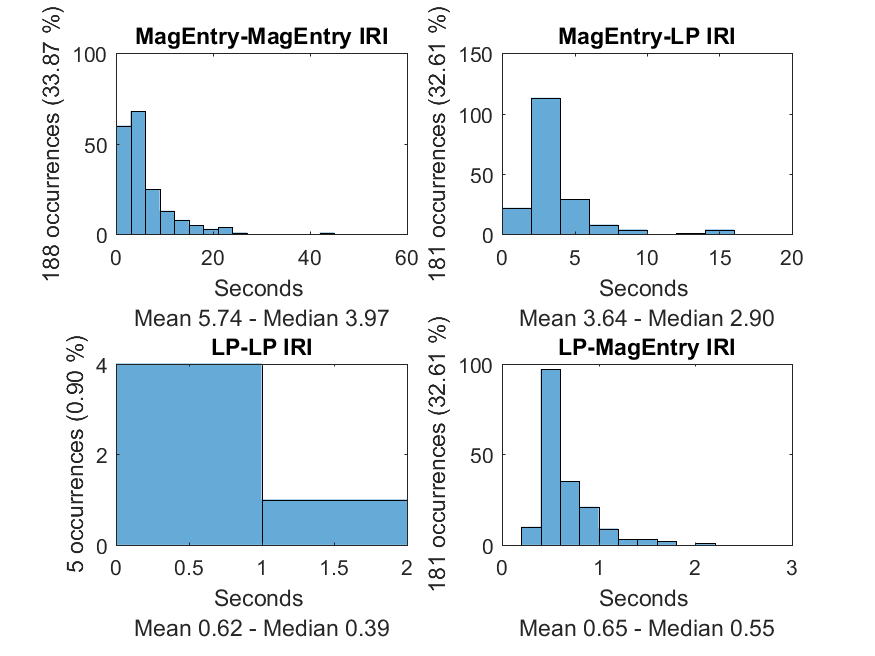 MagEntry-MagEntry IRI
188 occurrences (33.87 %)
100
50
0
0 20 40 60
Seconds
Mean 5.74 - Median 3.97
MagEntry-LP IRI
181 occurrences (32.61 %)
150
100
50
0
0 5 10 15 20
Seconds
Mean 3.64 - Median 2.90
LP-LP IRI
5 occurrences (0.90 %)
4
2
0
0 0.5 1 1.5 2
Seconds
Mean 0.62 - Median 0.39
LP-MagEntry IRI
181 occurrences (32.61 %)
100
50
0
0 1 2 3
Seconds
Mean 0.65 - Median 0.55